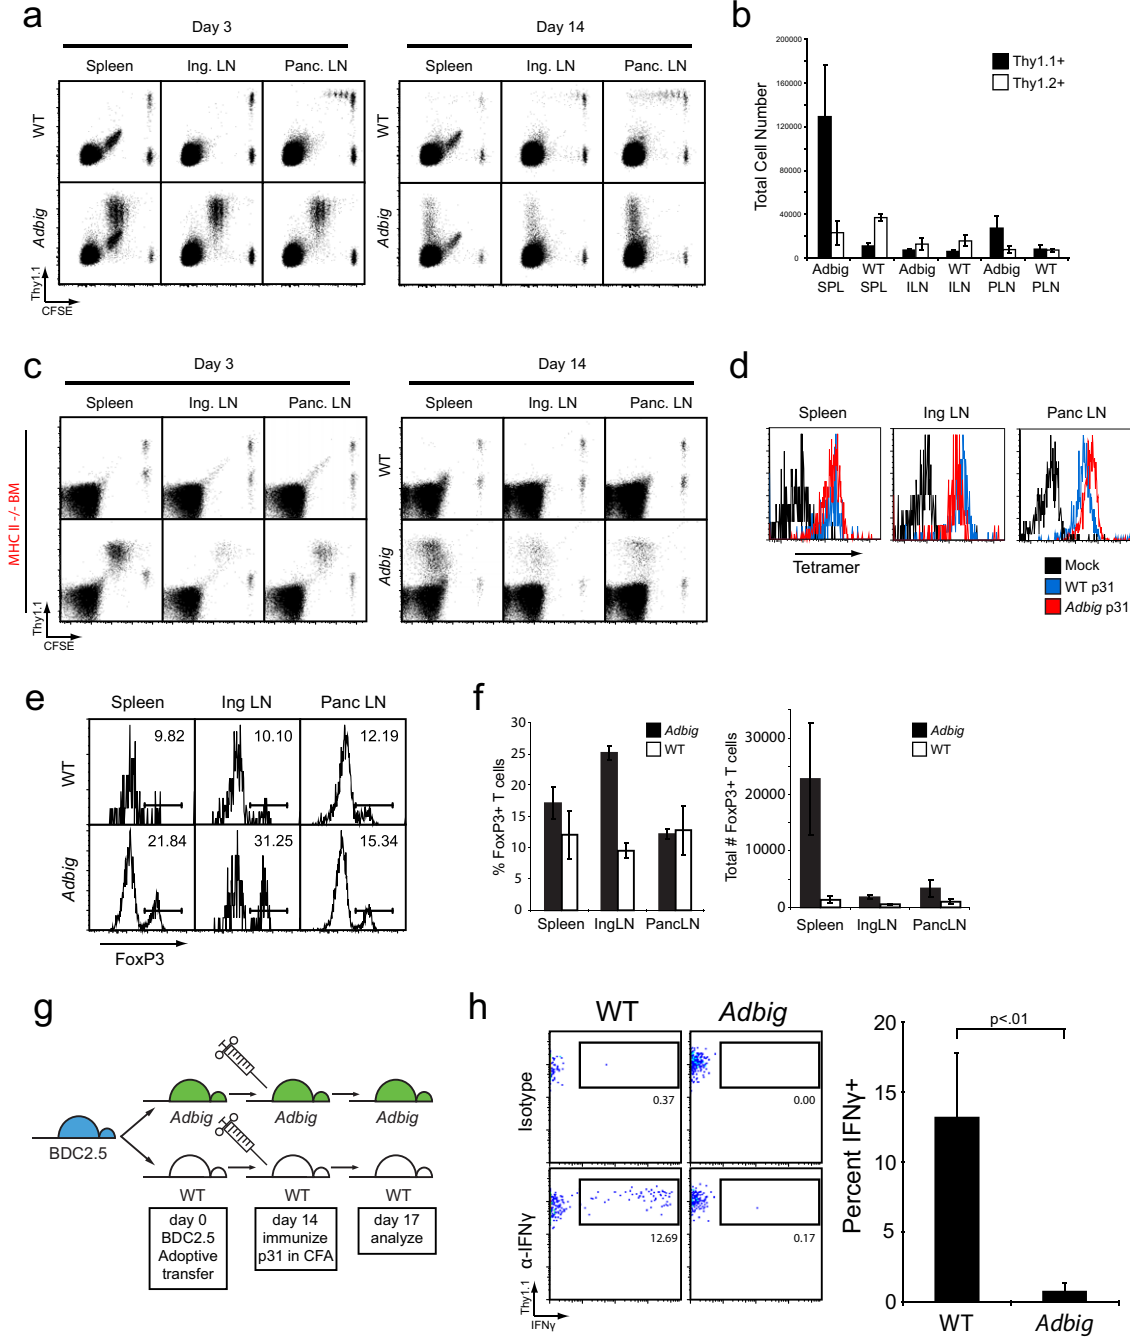 a
Day 3
Day 14
Spleen
Ing. LN
Panc. LN
Spleen
Ing. LN
Panc. LN
WT
Adbig
WT
Adbig
Thy1.1
CFSE
b
Thy1.1+
Thy1.2+
Total Cell Number
200000
160000
120000
80000
40000
0
Adbig SPL
WT SPL
Adbig ILN
WT ILN
Adbig PLN
WT PLN
c
Day 3
Day 14
Spleen
Ing. LN
Panc. LN
Spleen
Ing. LN
Panc. LN
MHC II -/- BM
WT
Adbig
Thy1.1
CFSE
d
Spleen
Ing LN
Panc LN
Tetramer
Mock
WT p31
Adbig p31
e
Spleen
Ing LN
Panc LN
WT
9.82
10.10
12.19
Adbig
21.84
31.25
15.34
FoxP3
f
% FoxP3+ T cells
30
25
20
15
10
5
0
Adbig
WT
Spleen
IngLN
PancLN
Total # FoxP3+ T cells
30000
20000
10000
0
Adbig
WT
Spleen
IngLN
PancLN
g
BDC2.5
Adbig
Adbig
Adbig
WT
WT
WT
day 0
BDC2.5
Adoptive
transfer
day 14
immunize
p31 in CFA
day 17
analyze
h
WT
Adbig
Isotype
0.37
0.00
α-IFNγ
12.69
0.17
Thy1.1
IFNγ
Percent IFNγ+
20
15
10
5
0
p<.01
WT
Adbig